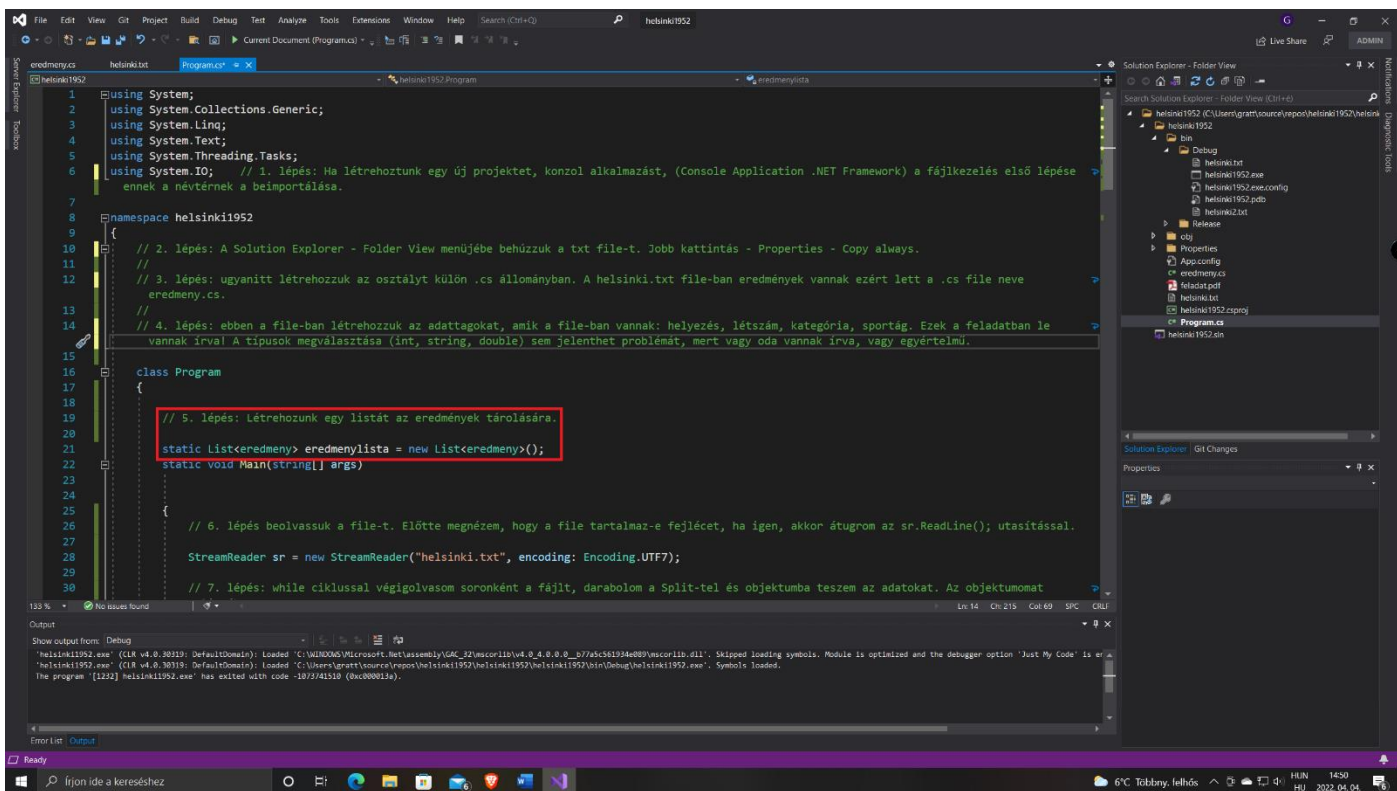 File Edit View Git Project Build Debug Test Analyze Tools Extensions Window Help Search (Ctrl+Q) helsinki1952 G
Current Document (Program.cs) Live Share ADMIN
eredmeny.cs helsinki.txt Program.cs*
helsinki1952 helsinki1952.Program eredmenylista
Server Explorer
Toolbox
1 using System;
2 using System.Collections.Generic;
3 using System.Linq;
4 using System.Text;
5 using System.Threading.Tasks;
6 using System.IO; // 1. lépés: Ha létrehoztunk egy új projektet, konzol alkalmazást, (Console Application .NET Framework) a fájlkezelés első lépése
ennek a névtérnek a beimportálása.
7
8 namespace helsinki1952
9 {
10 // 2. lépés: A Solution Explorer - Folder View menüjébe behúzzuk a txt file-t. Jobb kattintás - Properties - Copy always.
11 //
12 // 3. lépés: ugyanitt létrehozzuk az osztályt külön .cs állományban. A helsinki.txt file-ban eredmények vannak ezért lett a .cs file neve
eredmeny.cs.
13 //
14 // 4. lépés: ebben a file-ban létrehozzuk az adattagokat, amik a file-ban vannak: helyezés, létszám, kategória, sportág. Ezek a feladatban le
vannak írva! A típusok megválasztása (int, string, double) sem jelenthet problémát, mert vagy oda vannak írva, vagy egyértelmű.
15
16 class Program
17 {
18
19 // 5. lépés: Létrehozunk egy listát az eredmények tárolására.
20
21 static List<eredmeny> eredmenylista = new List<eredmeny>();
22 static void Main(string[] args)
23
24
25 {
26 // 6. lépés beolvassuk a file-t. Előtte megnézem, hogy a file tartalmaz-e fejlécet, ha igen, akkor átugrom az sr.ReadLine(); utasítással.
27
28 StreamReader sr = new StreamReader("helsinki.txt", encoding: Encoding.UTF7);
29
30 // 7. lépés: while ciklussal végigolvasom soronként a fájlt, darabolom a Split-tel és objektumba teszem az adatokat. Az objektumomat
133 % No issues found Ln: 14 Ch: 215 Col: 69 SPC CRLF
Output
Show output from: Debug
'helsinki1952.exe' (CLR v4.0.30319: DefaultDomain): Loaded 'C:\WINDOWS\Microsoft.Net\assembly\GAC_32\mscorlib\v4.0_4.0.0.0__b77a5c561934e089\mscorlib.dll'. Skipped loading symbols. Module is optimized and the debugger option 'Just My Code' is en
'helsinki1952.exe' (CLR v4.0.30319: DefaultDomain): Loaded 'C:\Users\gratt\source\repos\helsinki1952\helsinki1952\helsinki1952\bin\Debug\helsinki1952.exe'. Symbols loaded.
The program '[1232] helsinki1952.exe' has exited with code -1073741510 (0xc000013a).
Error List Output
Solution Explorer - Folder View
Search Solution Explorer - Folder View (Ctrl+é)
helsinki1952 (C:\Users\gratt\source\repos\helsinki1952\helsink
helsinki1952
bin
Debug
helsinki.txt
helsinki1952.exe
helsinki1952.exe.config
helsinki1952.pdb
helsinki2.txt
Release
obj
Properties
App.config
eredmeny.cs
feladat.pdf
helsinki.txt
helsinki1952.csproj
Program.cs
helsinki1952.sln
Solution Explorer Git Changes
Properties
Notifications
Diagnostic Tools
Ready
Írjon ide a kereséshez 6°C Többny. felhős HUN 14:50
HU 2022. 04. 04.